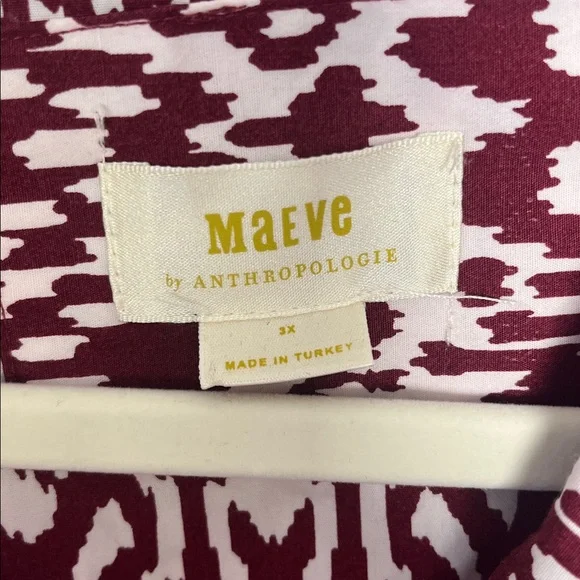 MaEVe
by ANTHROPOLOGIE
3X
MADE IN TURKEY